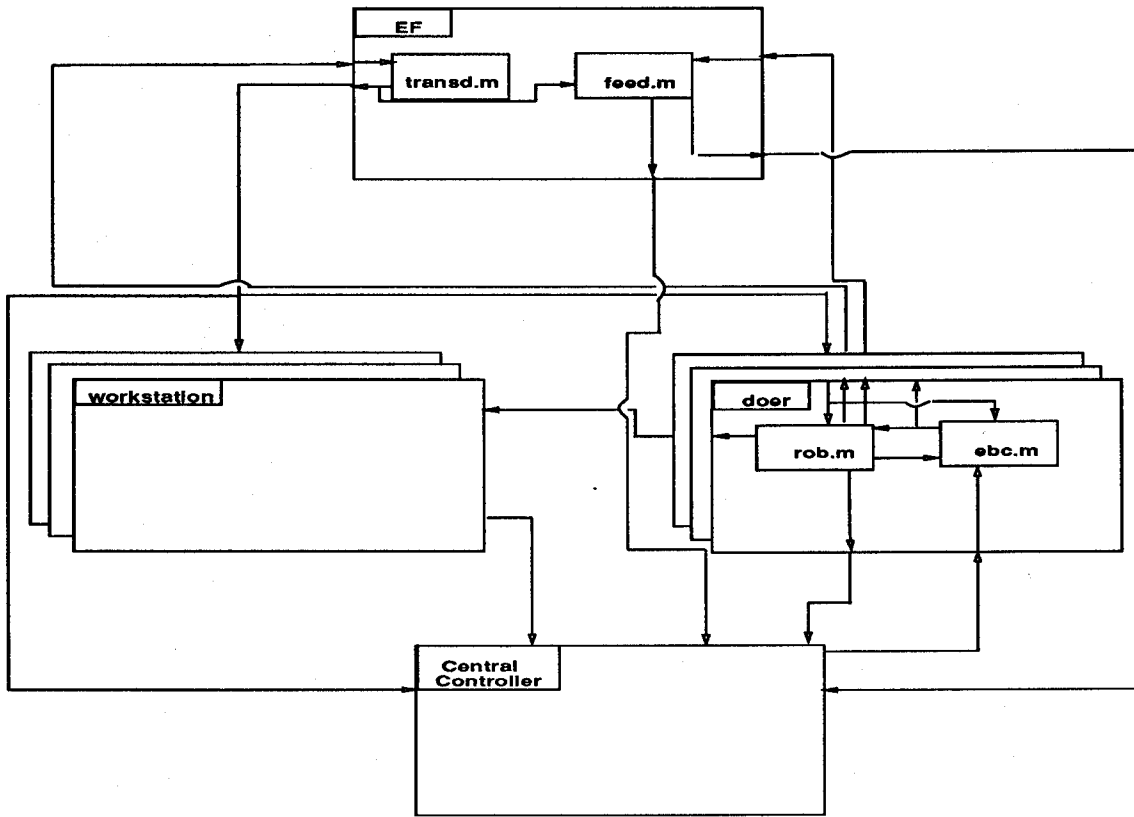 EF
transd.m
feed.m
workstation
doer
rob.m
ebc.m
Central
Controller